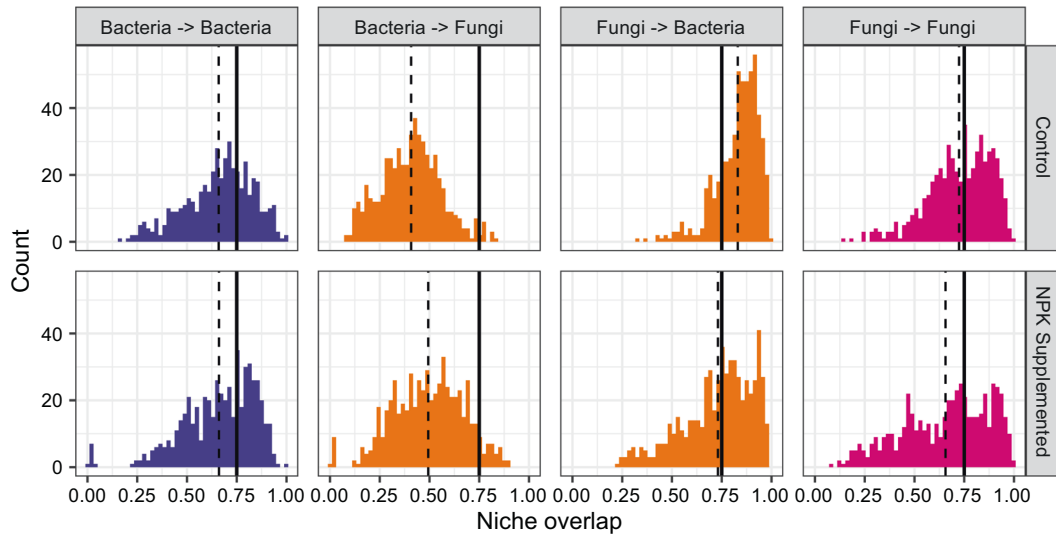 Bacteria -> Bacteria
Bacteria -> Fungi
Fungi -> Bacteria
Fungi -> Fungi
40
20
0
Control
40
20
0
NPK Supplemented
Count
0.00 0.25 0.50 0.75 1.00
0.00 0.25 0.50 0.75 1.00
0.00 0.25 0.50 0.75 1.00
0.00 0.25 0.50 0.75 1.00
Niche overlap